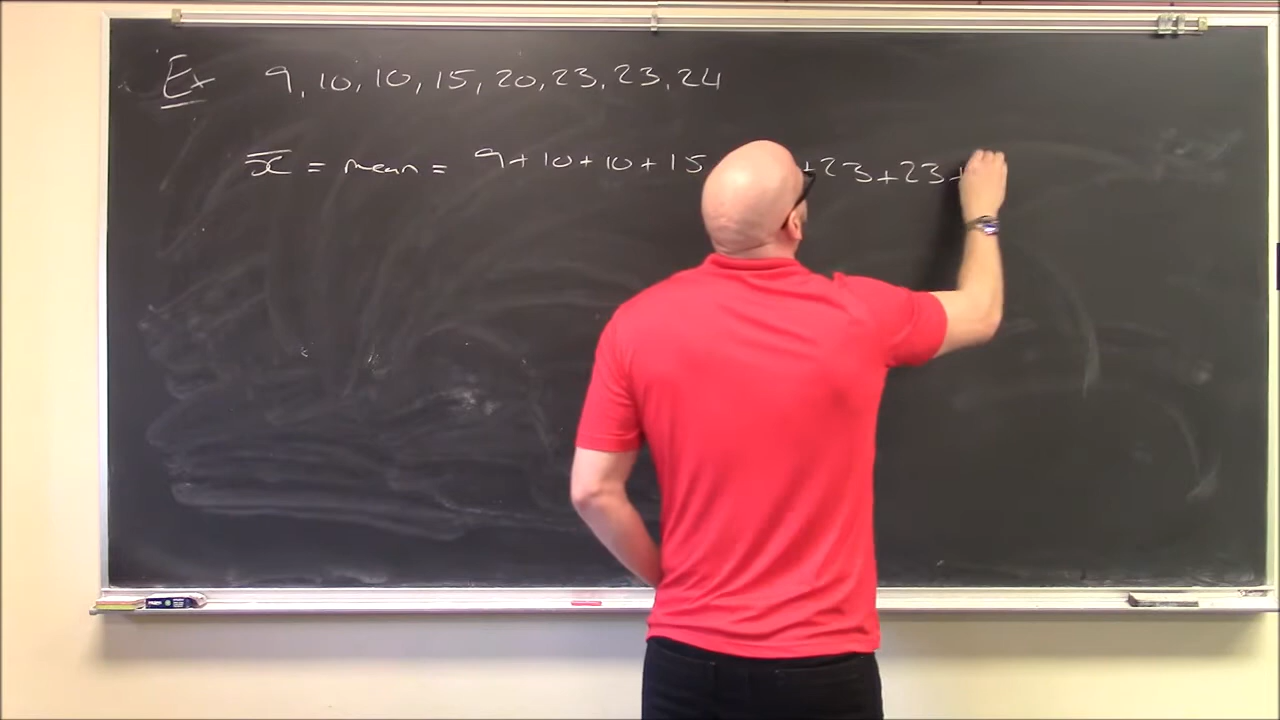 Ex 9, 10, 10, 15, 20, 23, 23, 24
x̄ = mean = 9 + 10 + 10 + 15 + 23 + 23 +